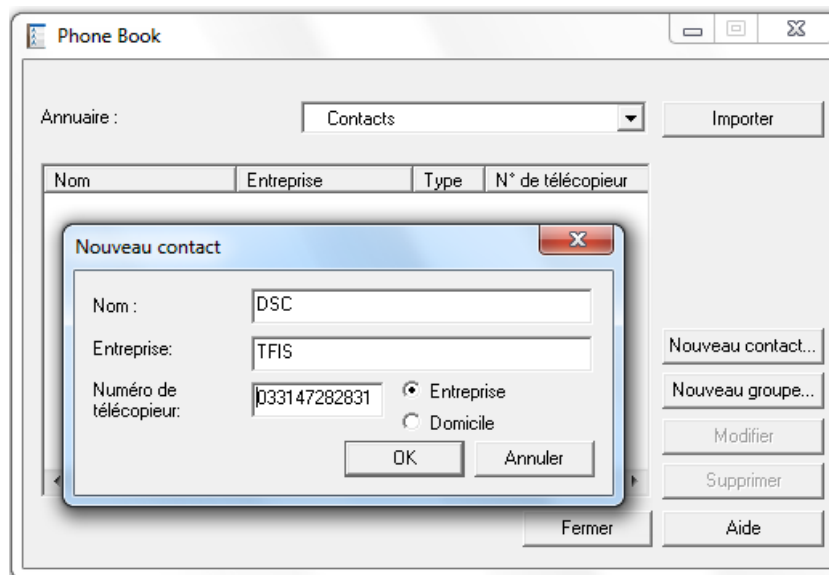 Phone Book
Annuaire :
Contacts
Importer
Nom Entreprise Type N° de télécopieur
Nouveau contact
Nom :
DSC
Entreprise:
TFIS
Numéro de
télécopieur:
033147282831
Entreprise
Domicile
OK Annuler
Nouveau contact...
Nouveau groupe...
Modifier
Supprimer
Fermer
Aide